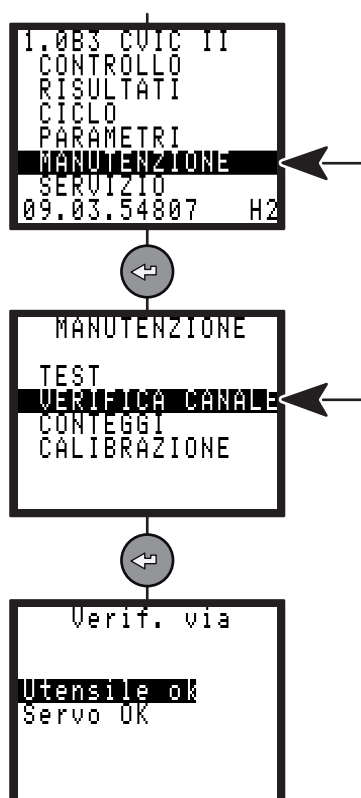 1.0B3 CVIC II
CONTROLLO
RISULTATI
CICLO
PARAMETRI
MANUTENZIONE
SERVIZIO
09.03.54807 H2
MANUTENZIONE
TEST
VERIFICA CANALE
CONTEGGI
CALIBRAZIONE
Verif. via
Utensile ok
Servo OK